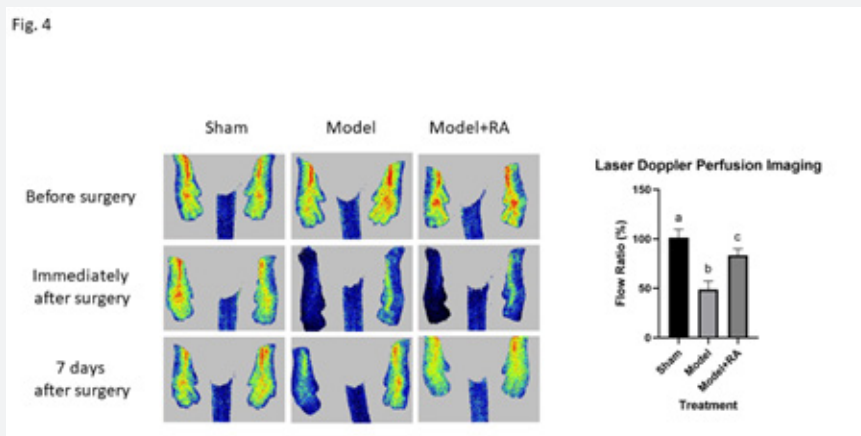 Fig. 4
Sham Model Model+RA
Before surgery
Immediately
after surgery
7 days
after surgery
Laser Doppler Perfusion Imaging
Flow Ratio (%)
150
100
50
0
a
b
c
Sham
Model
Model+RA
Treatment